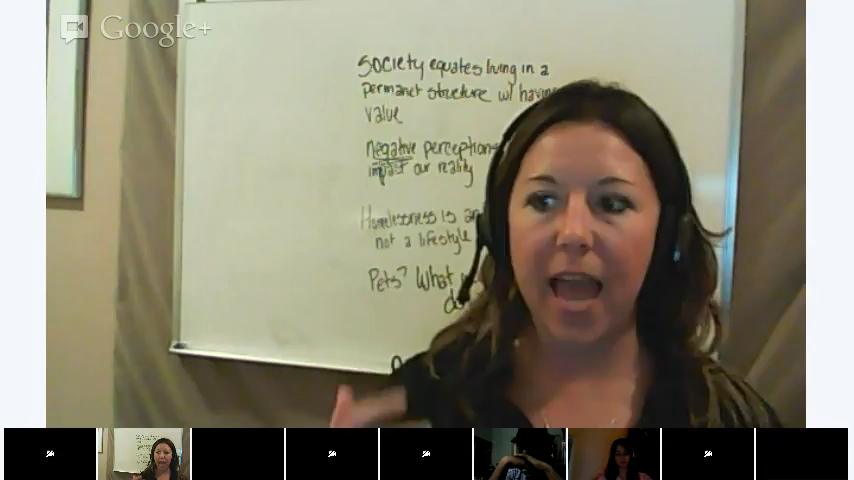 Google+
Society equates living in a
permanet structure w/ having
value
negative perceptions
impact our reality
Homelessness is an
not a lifestyle
Pets? What